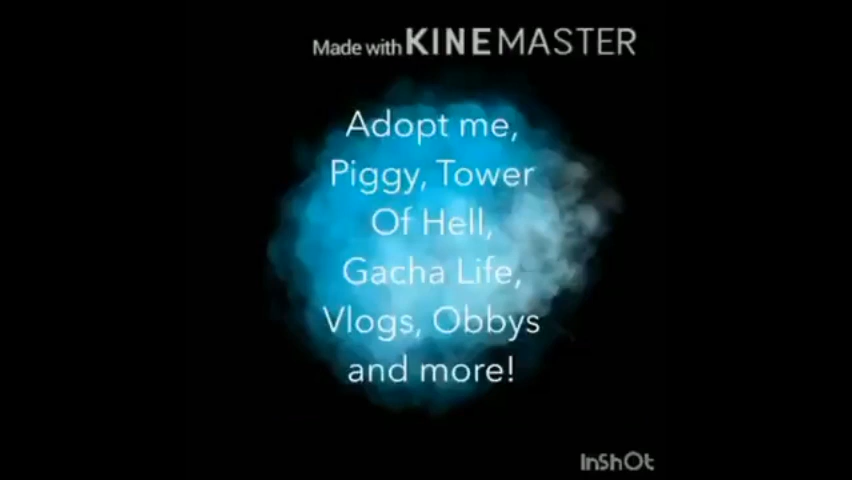 Made with KINEMASTER
Adopt me,
Piggy, Tower
Of Hell,
Gacha Life,
Vlogs, Obbys
and more!
InShOt